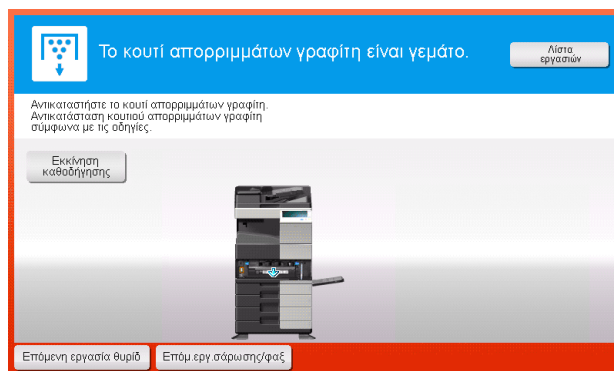 Το κουτί απορριμμάτων γραφίτη είναι γεμάτο.
Λίστα
εργασιών
Αντικαταστήστε το κουτί απορριμμάτων γραφίτη.
Αντικατάσταση κουτιού απορριμμάτων γραφίτη
σύμφωνα με τις οδηγίες.
Εκκίνηση
καθοδήγησης
Επόμενη εργασία θυρίδ
Επόμ.εργ.σάρωσης/φαξ